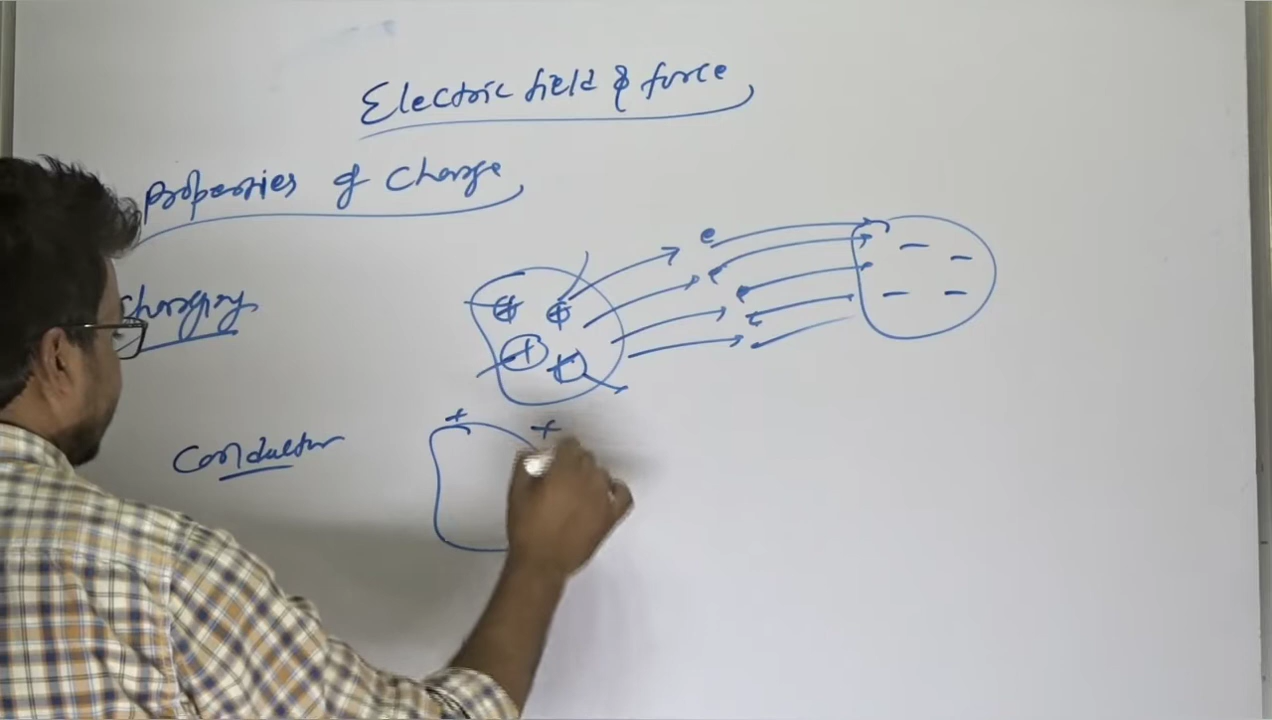 Electric field & force
Properties of Charge
Charging
e
+ +
+ +
e e e e
- - - -
Conductor
+ +